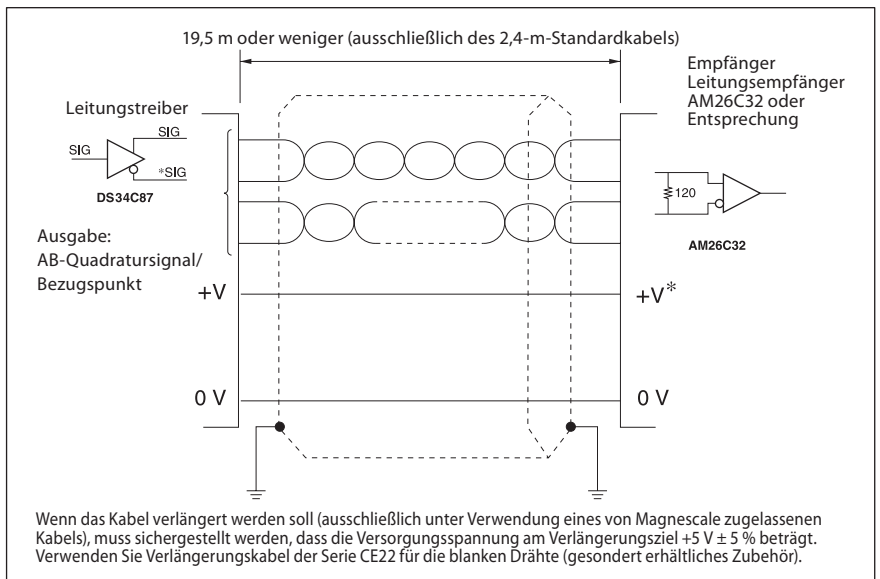 19,5 m oder weniger (ausschließlich des 2,4-m-Standardkabels)
Empfänger
Leitungsempfänger
AM26C32 oder
Entsprechung
Leitungstreiber
SIG
SIG
*SIG
DS34C87
120
AM26C32
Ausgabe:
AB-Quadratursignal/
Bezugspunkt
+V
+V*
0 V
0 V
Wenn das Kabel verlängert werden soll (ausschließlich unter Verwendung eines von Magnescale zugelassenen
Kabels), muss sichergestellt werden, dass die Versorgungsspannung am Verlängerungsziel +5 V ± 5 % beträgt.
Verwenden Sie Verlängerungskabel der Serie CE22 für die blanken Drähte (gesondert erhältliches Zubehör).